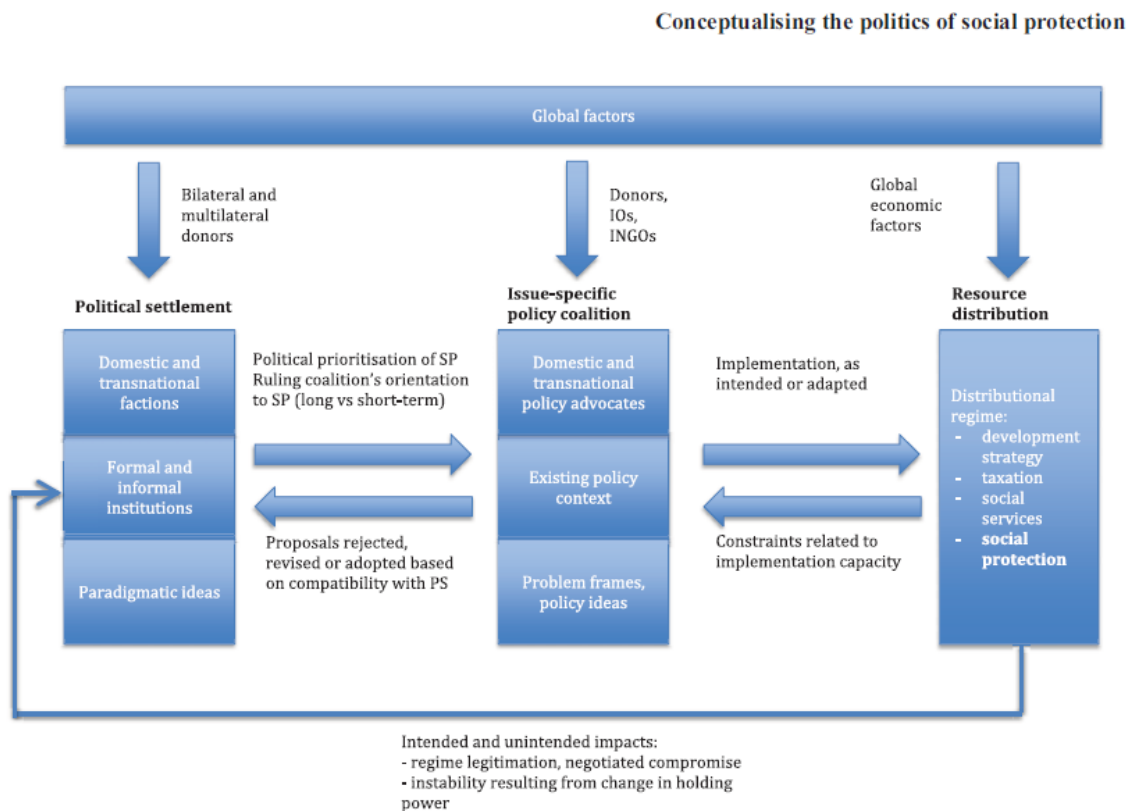 Conceptualising the politics of social protection
Global factors
Bilateral and
multilateral
donors
Donors,
IOs,
INGOs
Global
economic
factors
Political settlement
Issue-specific
policy coalition
Resource
distribution
Domestic and
transnational
factions
Formal and
informal
institutions
Paradigmatic ideas
Political prioritisation of SP
Ruling coalition's orientation
to SP (long vs short-term)
Proposals rejected,
revised or adopted based
on compatibility with PS
Domestic and
transnational
policy advocates
Existing policy
context
Problem frames,
policy ideas
Implementation, as
intended or adapted
Constraints related to
implementation capacity
Distributional
regime:
- development
strategy
- taxation
- social
services
- social
protection
Intended and unintended impacts:
- regime legitimation, negotiated compromise
- instability resulting from change in holding
power